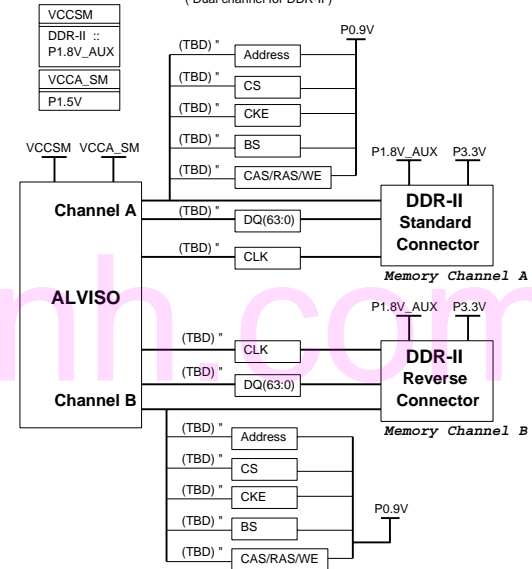 ( Dual channel for DDR-II )
VCCSM
DDR-II ::
P1.8V_AUX
VCCA_SM
P1.5V
P0.9V
(TBD) " Address
(TBD) " CS
(TBD) " CKE
(TBD) " BS
(TBD) " CAS/RAS/WE
VCCSM VCCA_SM
P1.8V_AUX P3.3V
Channel A
(TBD) " DQ(63:0)
(TBD) " CLK
DDR-II
Standard
Connector
Memory Channel A
ALVISO
P1.8V_AUX P3.3V
(TBD) " CLK
(TBD) " DQ(63:0)
Channel B
DDR-II
Reverse
Connector
Memory Channel B
(TBD) " Address
(TBD) " CS
(TBD) " CKE
(TBD) " BS
(TBD) " CAS/RAS/WE
P0.9V
nh.com